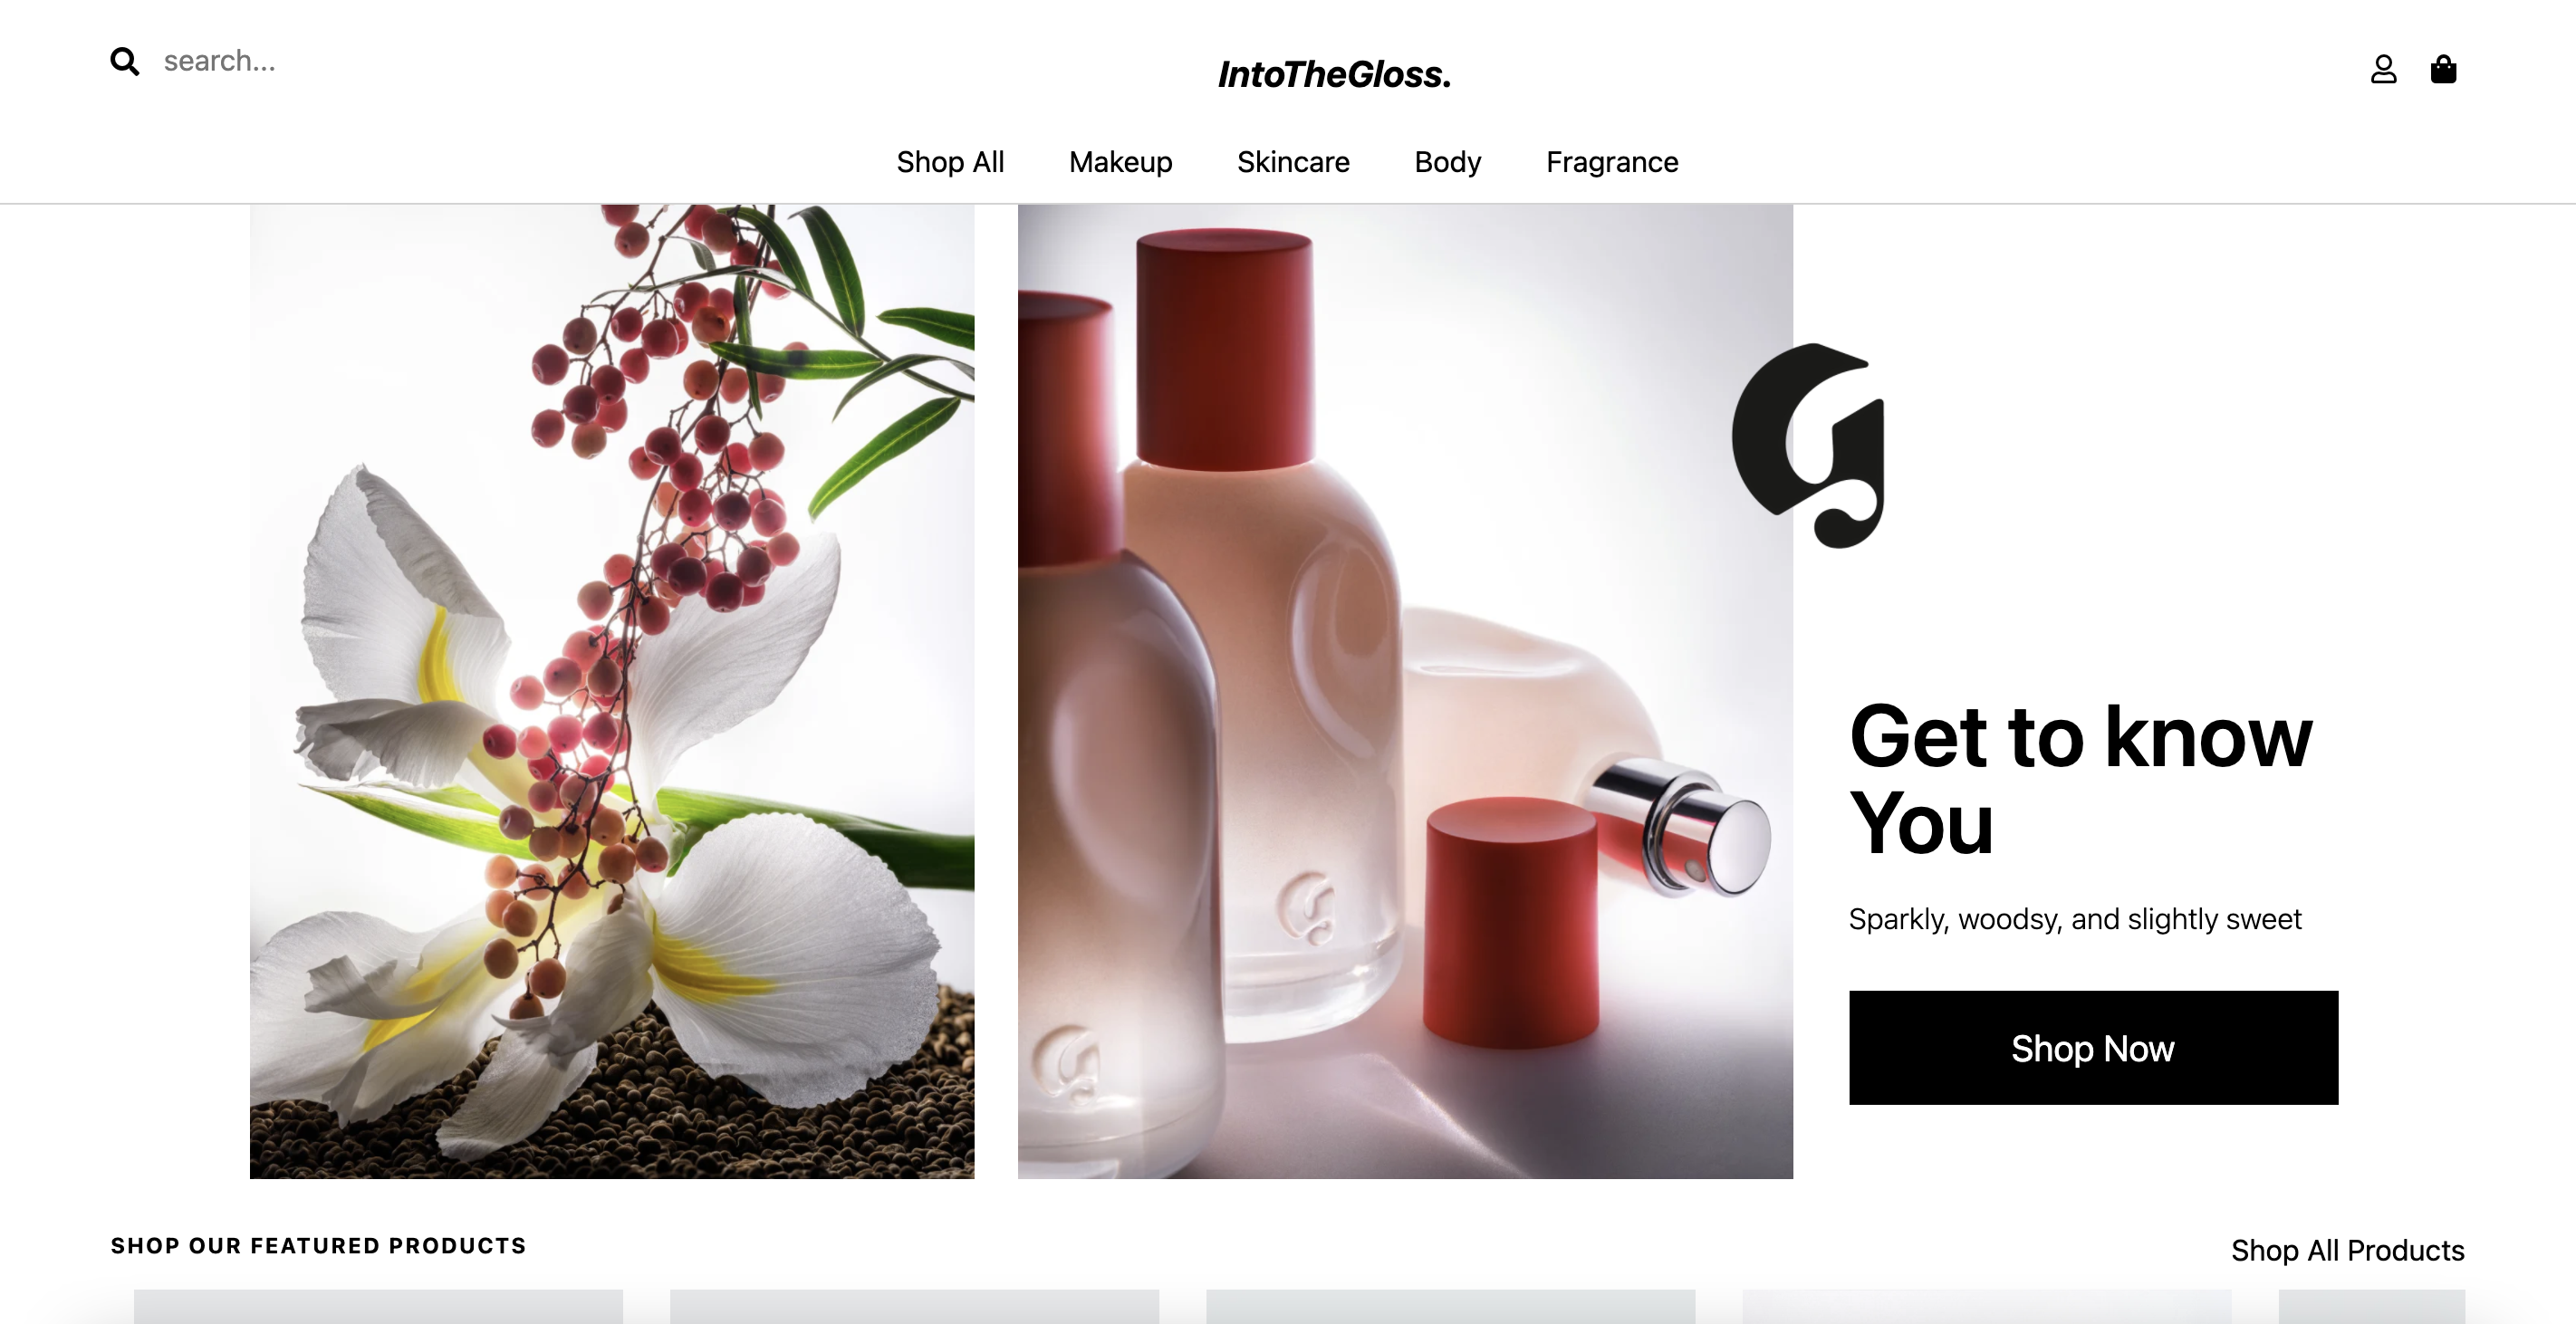 search...
IntoTheGloss.
Shop All Makeup Skincare Body Fragrance
Get to know
You
Sparkly, woodsy, and slightly sweet
Shop Now
SHOP OUR FEATURED PRODUCTS
Shop All Products